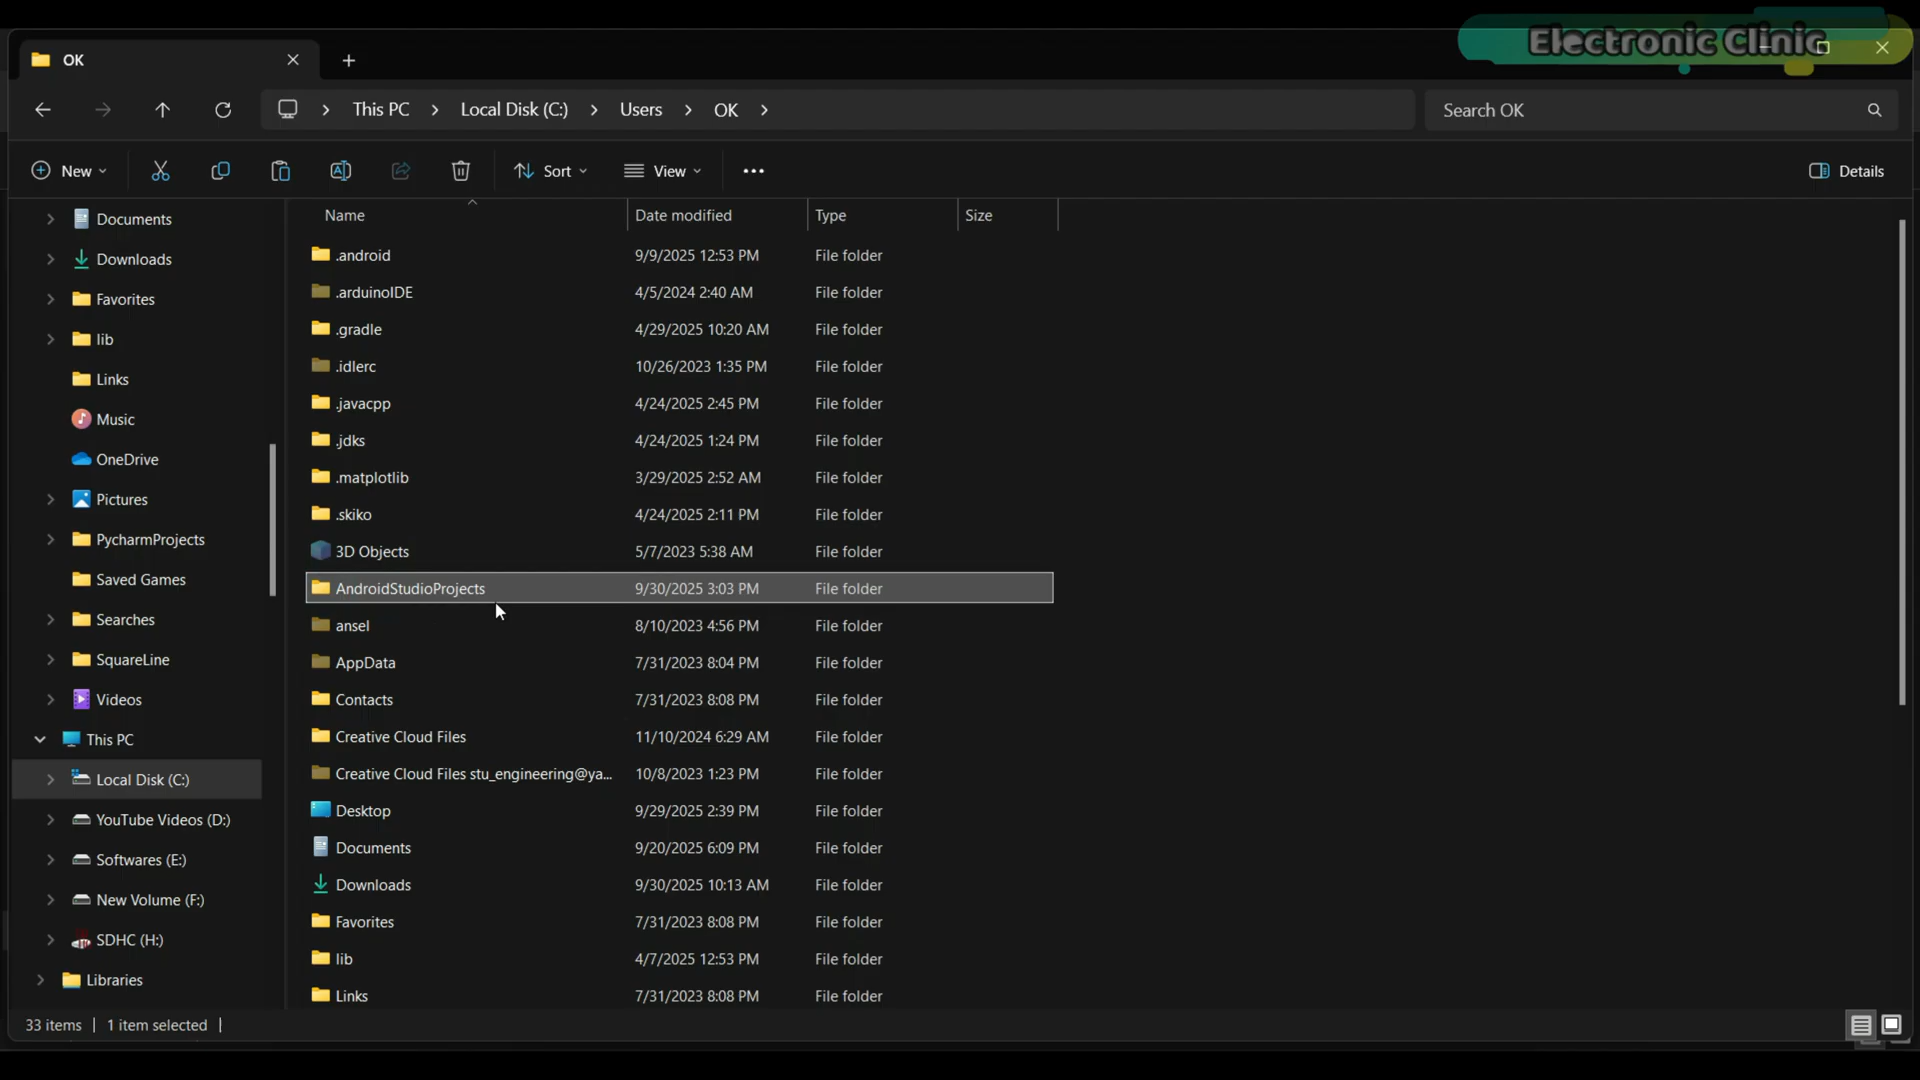 Electronic Clinic
OK
This PC Local Disk (C:) Users OK
Search OK
New
Sort
View
Details
Documents
Downloads
Favorites
lib
Links
Music
OneDrive
Pictures
PycharmProjects
Saved Games
Searches
SquareLine
Videos
This PC
Local Disk (C:)
YouTube Videos (D:)
Softwares (E:)
New Volume (F:)
SDHC (H:)
Libraries
Name Date modified Type Size
.android 9/9/2025 12:53 PM File folder
.arduinoIDE 4/5/2024 2:40 AM File folder
.gradle 4/29/2025 10:20 AM File folder
.idlerc 10/26/2023 1:35 PM File folder
.javacpp 4/24/2025 2:45 PM File folder
.jdks 4/24/2025 1:24 PM File folder
.matplotlib 3/29/2025 2:52 AM File folder
.skiko 4/24/2025 2:11 PM File folder
3D Objects 5/7/2023 5:38 AM File folder
AndroidStudioProjects 9/30/2025 3:03 PM File folder
ansel 8/10/2023 4:56 PM File folder
AppData 7/31/2023 8:04 PM File folder
Contacts 7/31/2023 8:08 PM File folder
Creative Cloud Files 11/10/2024 6:29 AM File folder
Creative Cloud Files stu_engineering@ya... 10/8/2023 1:23 PM File folder
Desktop 9/29/2025 2:39 PM File folder
Documents 9/20/2025 6:09 PM File folder
Downloads 9/30/2025 10:13 AM File folder
Favorites 7/31/2023 8:08 PM File folder
lib 4/7/2025 12:53 PM File folder
Links 7/31/2023 8:08 PM File folder
33 items 1 item selected